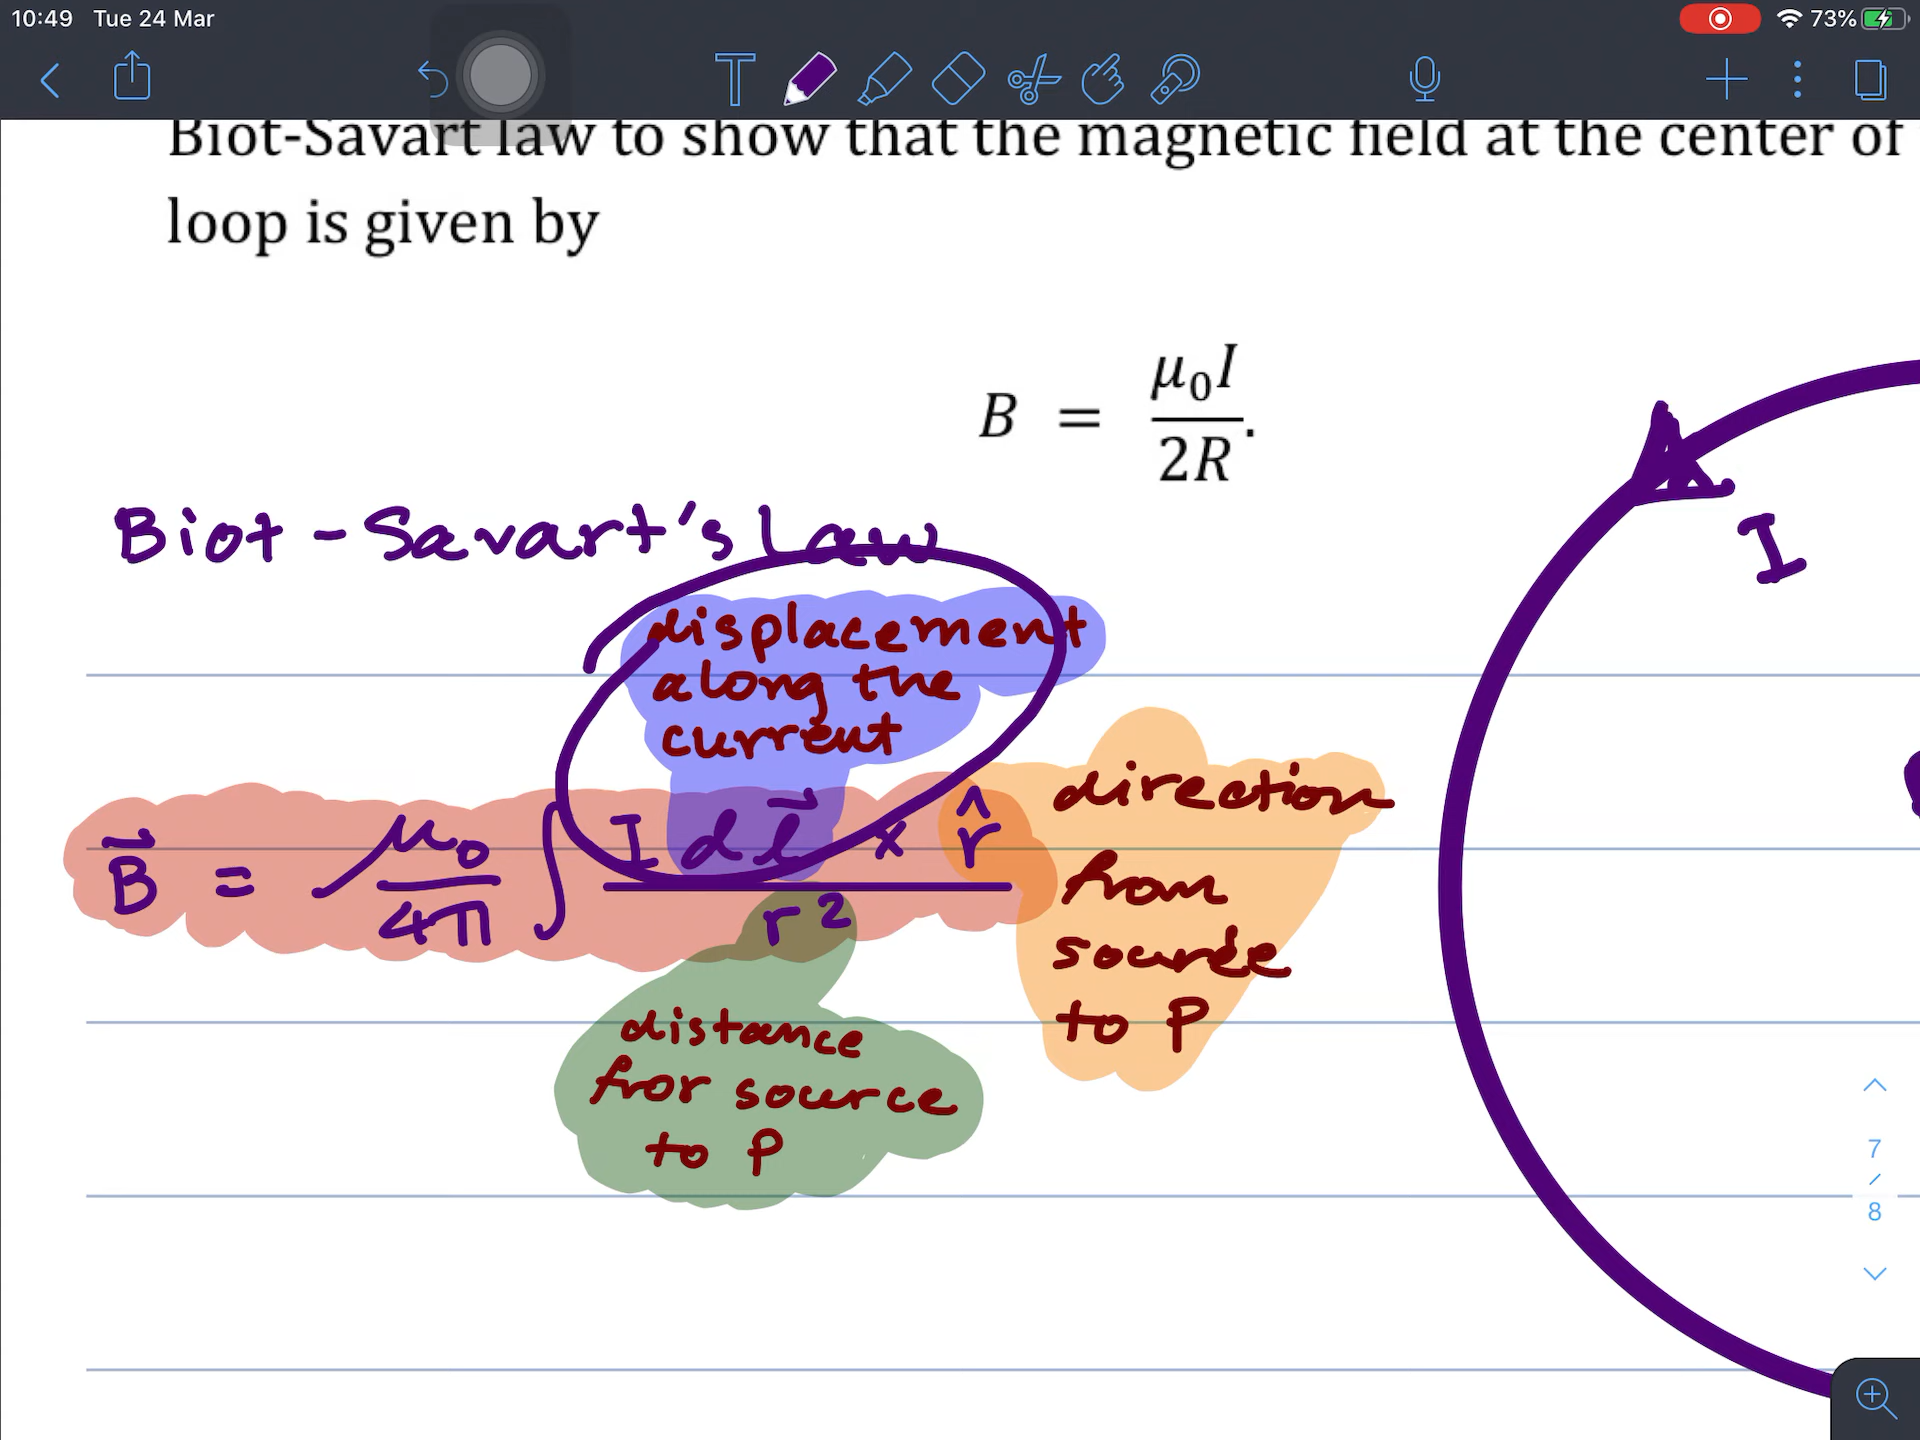 10:49 Tue 24 Mar
73%
Biot-Savart law to show that the magnetic field at the center of
loop is given by
B = μ₀I / 2R.
Biot-Savart's Law
I
displacement
along the
current
B⃗ = μ₀/4π ∫ I dl⃗ × r̂ / r²
direction
from
source
to P
distance
fror source
to P
7
/
8